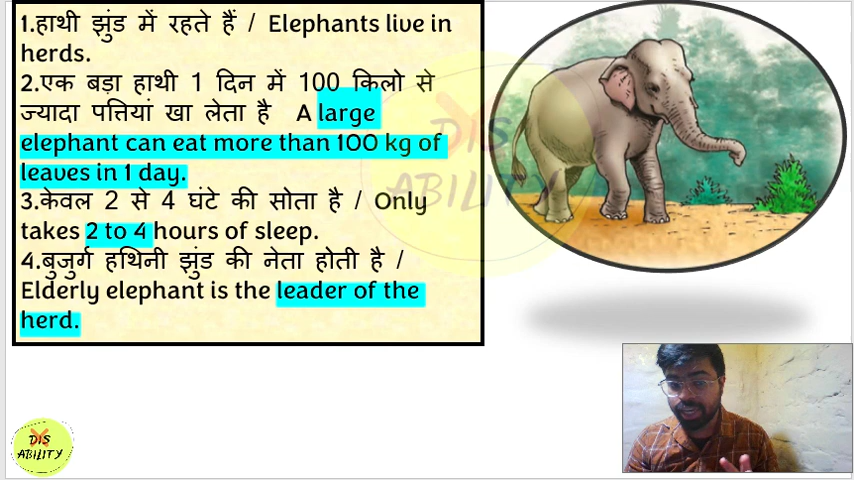 1.हाथी झुंड में रहते हैं / Elephants live in
herds.
2.एक बड़ा हाथी 1 दिन में 100 किलो से
ज्यादा पत्तियां खा लेता है A large
elephant can eat more than 100 kg of
leaves in 1 day.
3.केवल 2 से 4 घंटे की सोता है / Only
takes 2 to 4 hours of sleep.
4.बुजुर्ग हथिनी झुंड की नेता होती है /
Elderly elephant is the leader of the
herd.
DIS
ABILITY
DIS
ABILITY